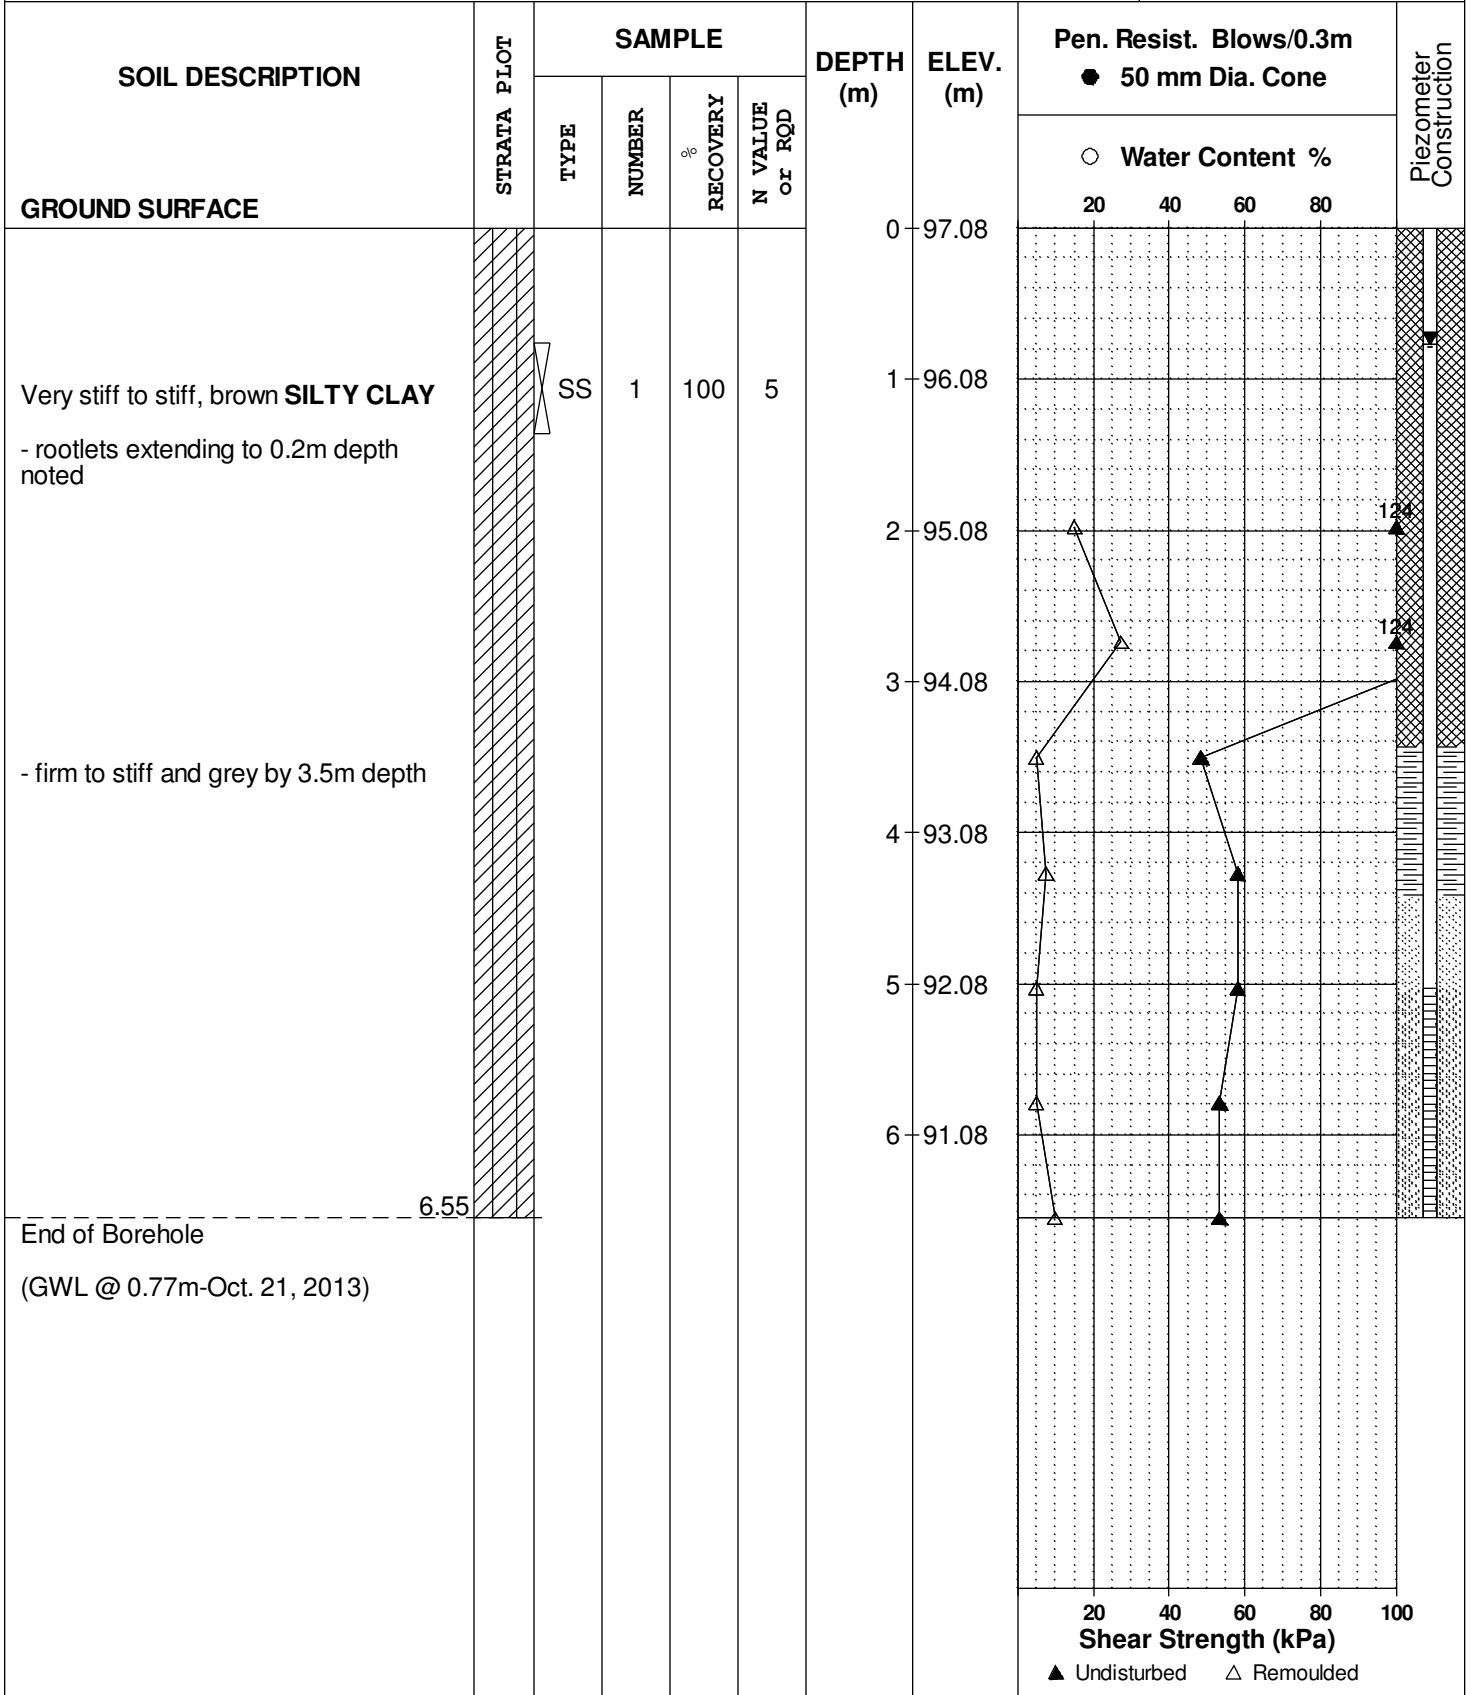 SOIL DESCRIPTION
GROUND SURFACE
STRATA PLOT
SAMPLE
TYPE
NUMBER
% RECOVERY
N VALUE or RQD
DEPTH (m)
ELEV. (m)
Pen. Resist. Blows/0.3m
● 50 mm Dia. Cone
○ Water Content %
20 40 60 80
Piezometer Construction
0 97.08
Very stiff to stiff, brown SILTY CLAY
SS 1 100 5
1 96.08
- rootlets extending to 0.2m depth
noted
124
2 95.08
124
3 94.08
- firm to stiff and grey by 3.5m depth
4 93.08
5 92.08
6 91.08
6.55
End of Borehole
(GWL @ 0.77m-Oct. 21, 2013)
20 40 60 80 100
Shear Strength (kPa)
▲ Undisturbed △ Remoulded